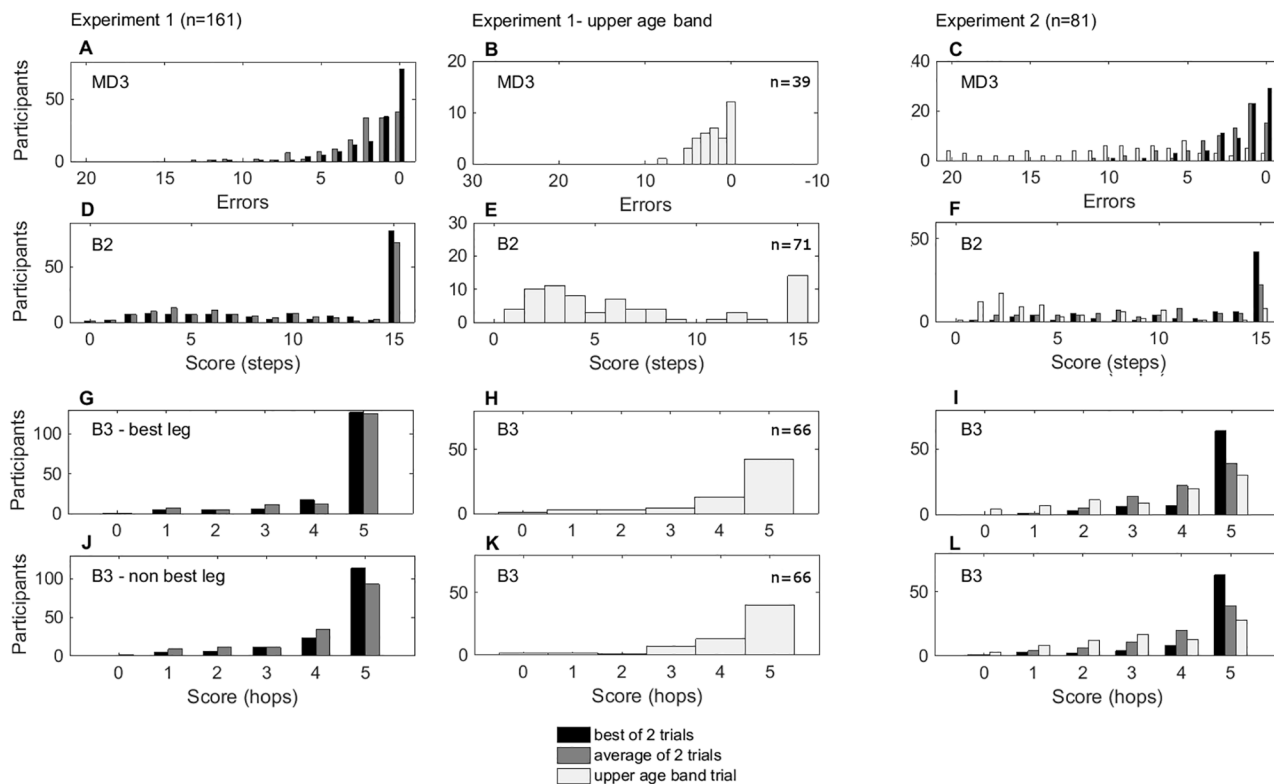 Experiment 1 (n=161)
Experiment 1- upper age band
Experiment 2 (n=81)
A
B
C
Participants
50
0
MD3
20 15 10 5 0
Errors
20
10
0
MD3
n=39
20 10 0 -10
Errors
40
20
0
MD3
20 15 10 5 0
Errors
D
E
F
Participants
50
0
B2
0 5 10 15
Score (steps)
30
20
10
0
B2
n=71
0 5 10 15
Score (steps)
50
0
B2
0 5 10 15
Score (steps)
G
H
I
Participants
100
50
0
B3 - best leg
0 1 2 3 4 5
50
0
B3
n=66
0 1 2 3 4 5
50
0
B3
0 1 2 3 4 5
J
K
L
Participants
100
50
0
B3 - non best leg
0 1 2 3 4 5
Score (hops)
50
0
B3
n=66
0 1 2 3 4 5
Score (hops)
50
0
B3
0 1 2 3 4 5
Score (hops)
best of 2 trials
average of 2 trials
upper age band trial